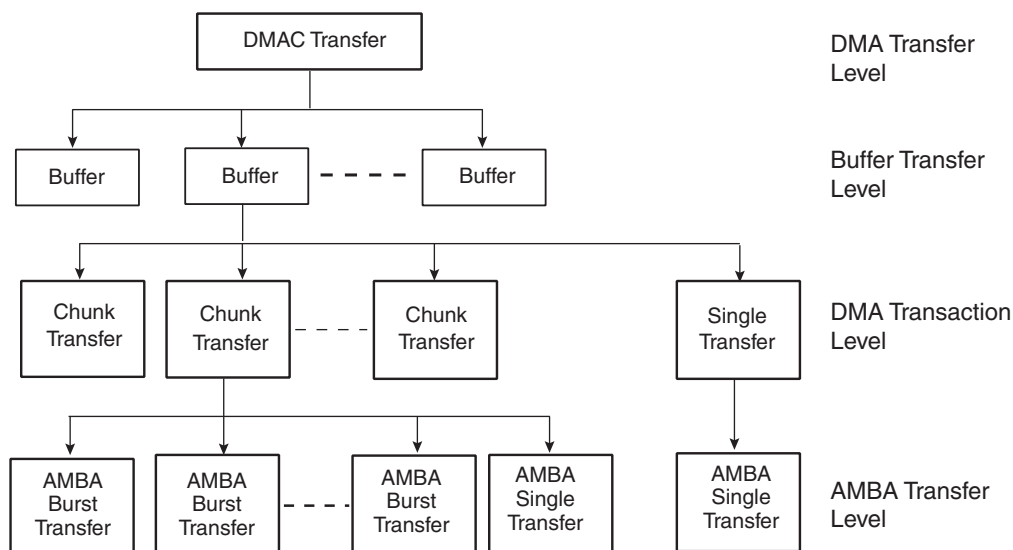 DMAC Transfer
DMA Transfer
Level
Buffer
Buffer
Buffer
Buffer Transfer
Level
Chunk
Transfer
Chunk
Transfer
Chunk
Transfer
Single
Transfer
DMA Transaction
Level
AMBA
Burst
Transfer
AMBA
Burst
Transfer
AMBA
Burst
Transfer
AMBA
Single
Transfer
AMBA
Single
Transfer
AMBA Transfer
Level